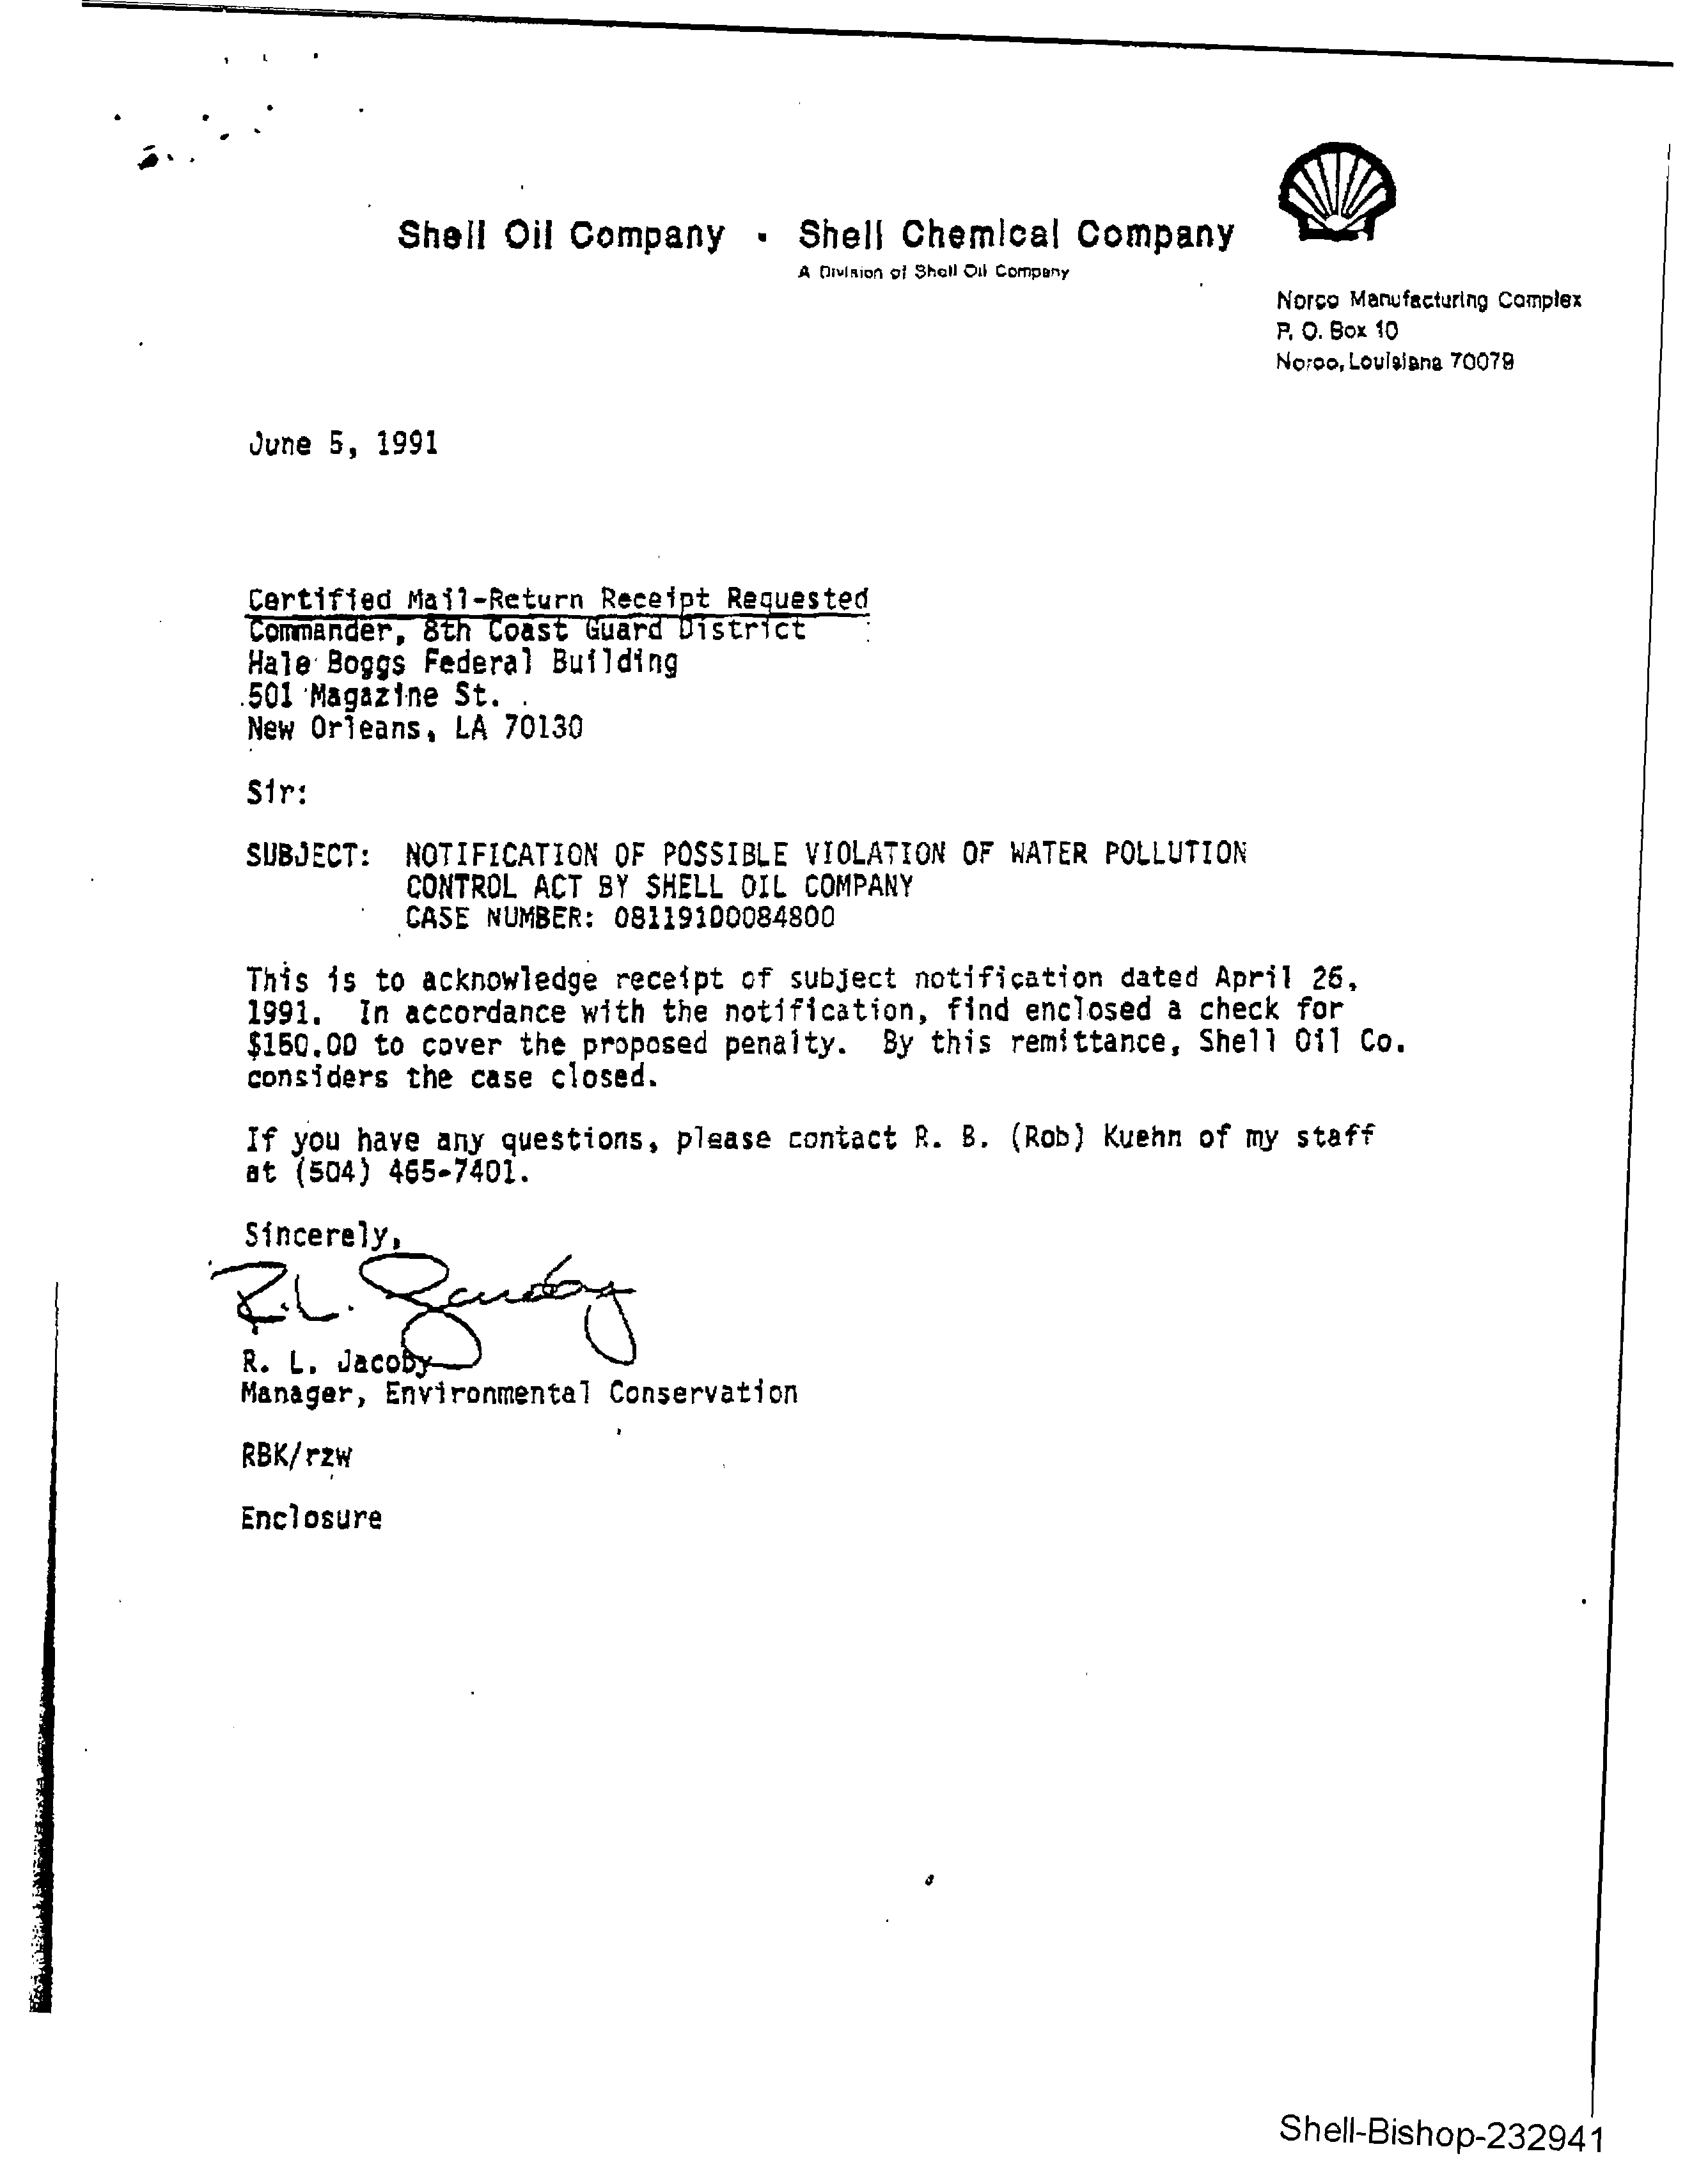 Shell Oil Company · Shell Chemical Company
A Division of Shell Oil Company
Norco Manufacturing Complex
P. O. Box 10
Norco, Louisiana 70079
June 5, 1991
Certified Mail-Return Receipt Requested
Commander, 8th Coast Guard District
Hale Boggs Federal Building
501 Magazine St.
New Orleans, LA 70130
Sir:
SUBJECT: NOTIFICATION OF POSSIBLE VIOLATION OF WATER POLLUTION
CONTROL ACT BY SHELL OIL COMPANY
CASE NUMBER: 08119100084800
This is to acknowledge receipt of subject notification dated April 26,
1991. In accordance with the notification, find enclosed a check for
$150.00 to cover the proposed penalty. By this remittance, Shell Oil Co.
considers the case closed.
If you have any questions, please contact R. B. (Rob) Kuehn of my staff
at (504) 465-7401.
Sincerely,
R.L. Jacoby
R. L. Jacoby
Manager, Environmental Conservation
RBK/rzw
Enclosure
Shell-Bishop-232941